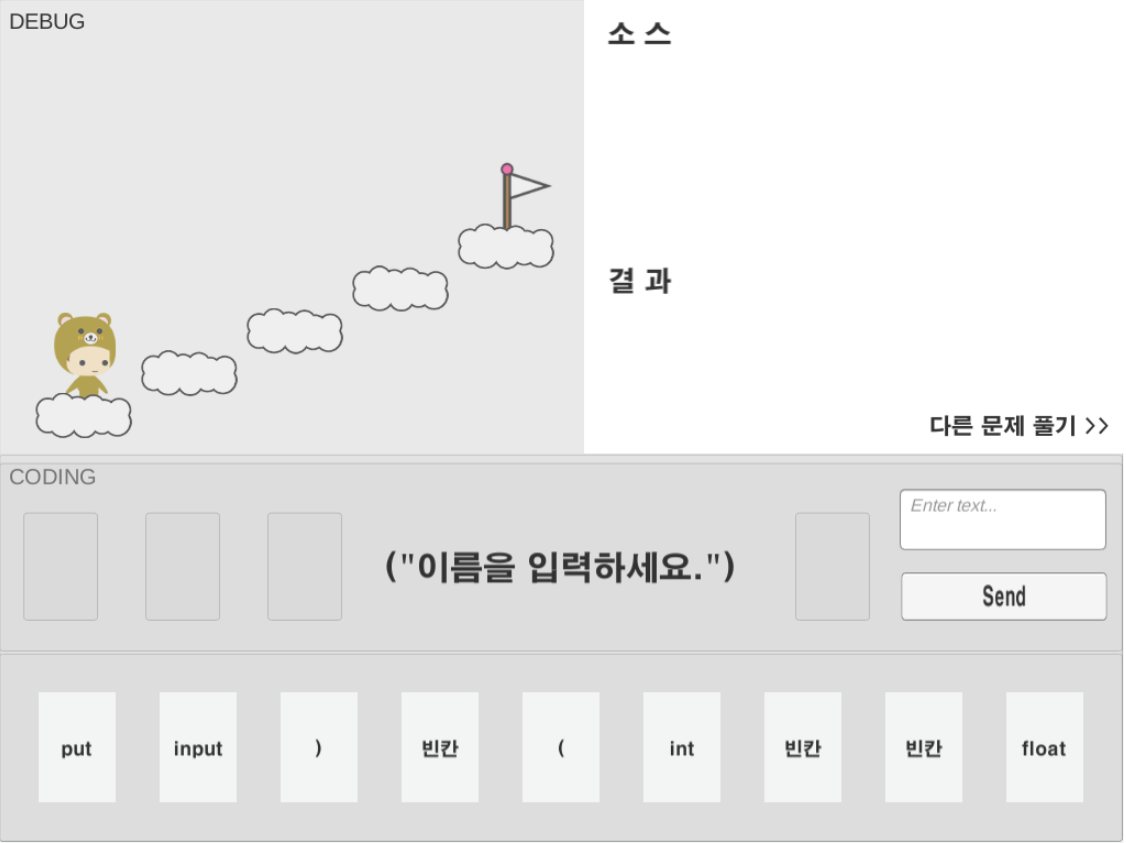 DEBUG
소 스
결 과
다른 문제 풀기 >>
CODING
("이름을 입력하세요.")
Enter text...
Send
put
input
)
빈칸
(
int
빈칸
빈칸
float